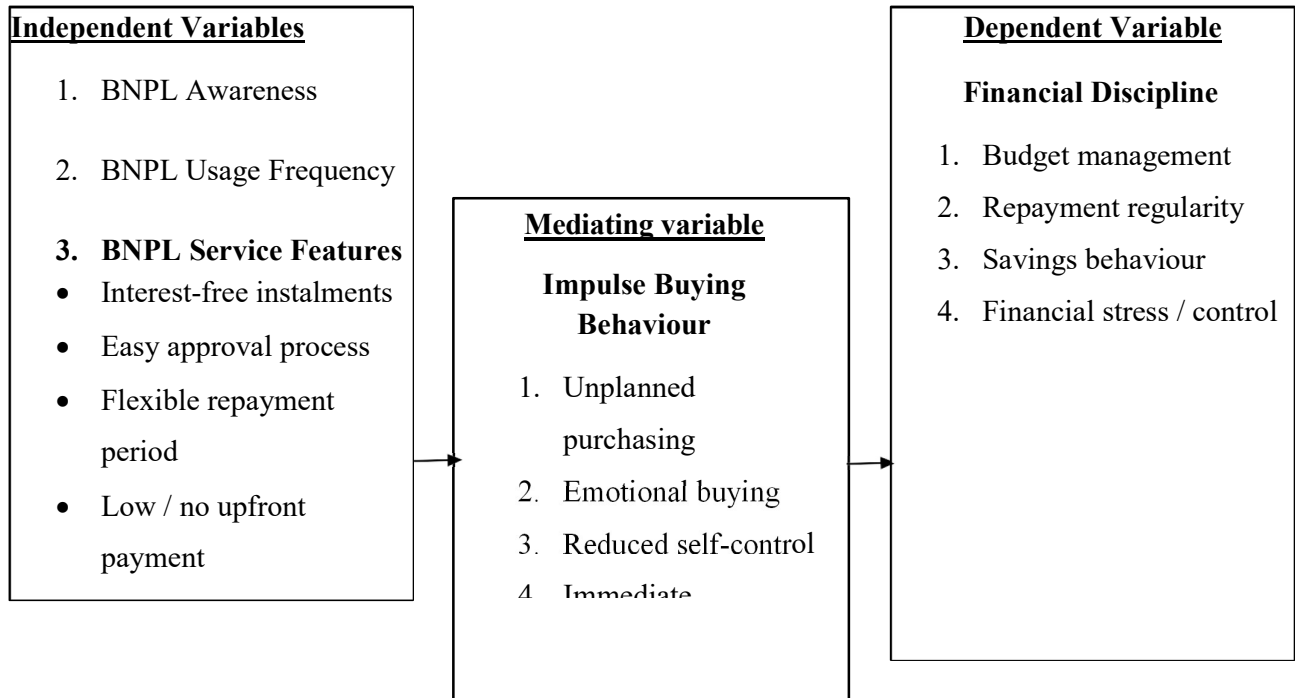 Independent Variables
1. BNPL Awareness
2. BNPL Usage Frequency
3. BNPL Service Features
• Interest-free instalments
• Easy approval process
• Flexible repayment
period
• Low / no upfront
payment
Mediating variable
Impulse Buying
Behaviour
1. Unplanned
purchasing
2. Emotional buying
3. Reduced self-control
4. Immediate
Dependent Variable
Financial Discipline
1. Budget management
2. Repayment regularity
3. Savings behaviour
4. Financial stress / control